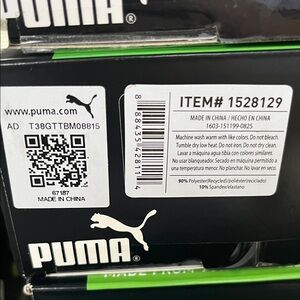 PUMA®
www.puma.com
AD T38GTTBM08815
67187
MADE IN CHINA
ITEM# 1528129
MADE IN CHINA / HECHO EN CHINA
1603-151199-0825
Machine wash warm with like colors. Do not bleach.
Tumble dry low heat. Do not iron. Do not dry clean.
Lavar a máquina agua tibia con colores similares.
No usar blanqueador. Secado en máquina permitido a
una temperatura menor. No planchar. No lavar en seco.
90% Polyester(Recycled)/poliéster(reciclado)
10% Spandex/elastano
PUMA®
MADE FROM